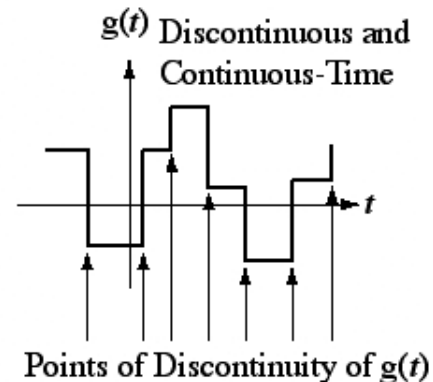 g(t) Discontinuous and
Continuous-Time
t
Points of Discontinuity of g(t)